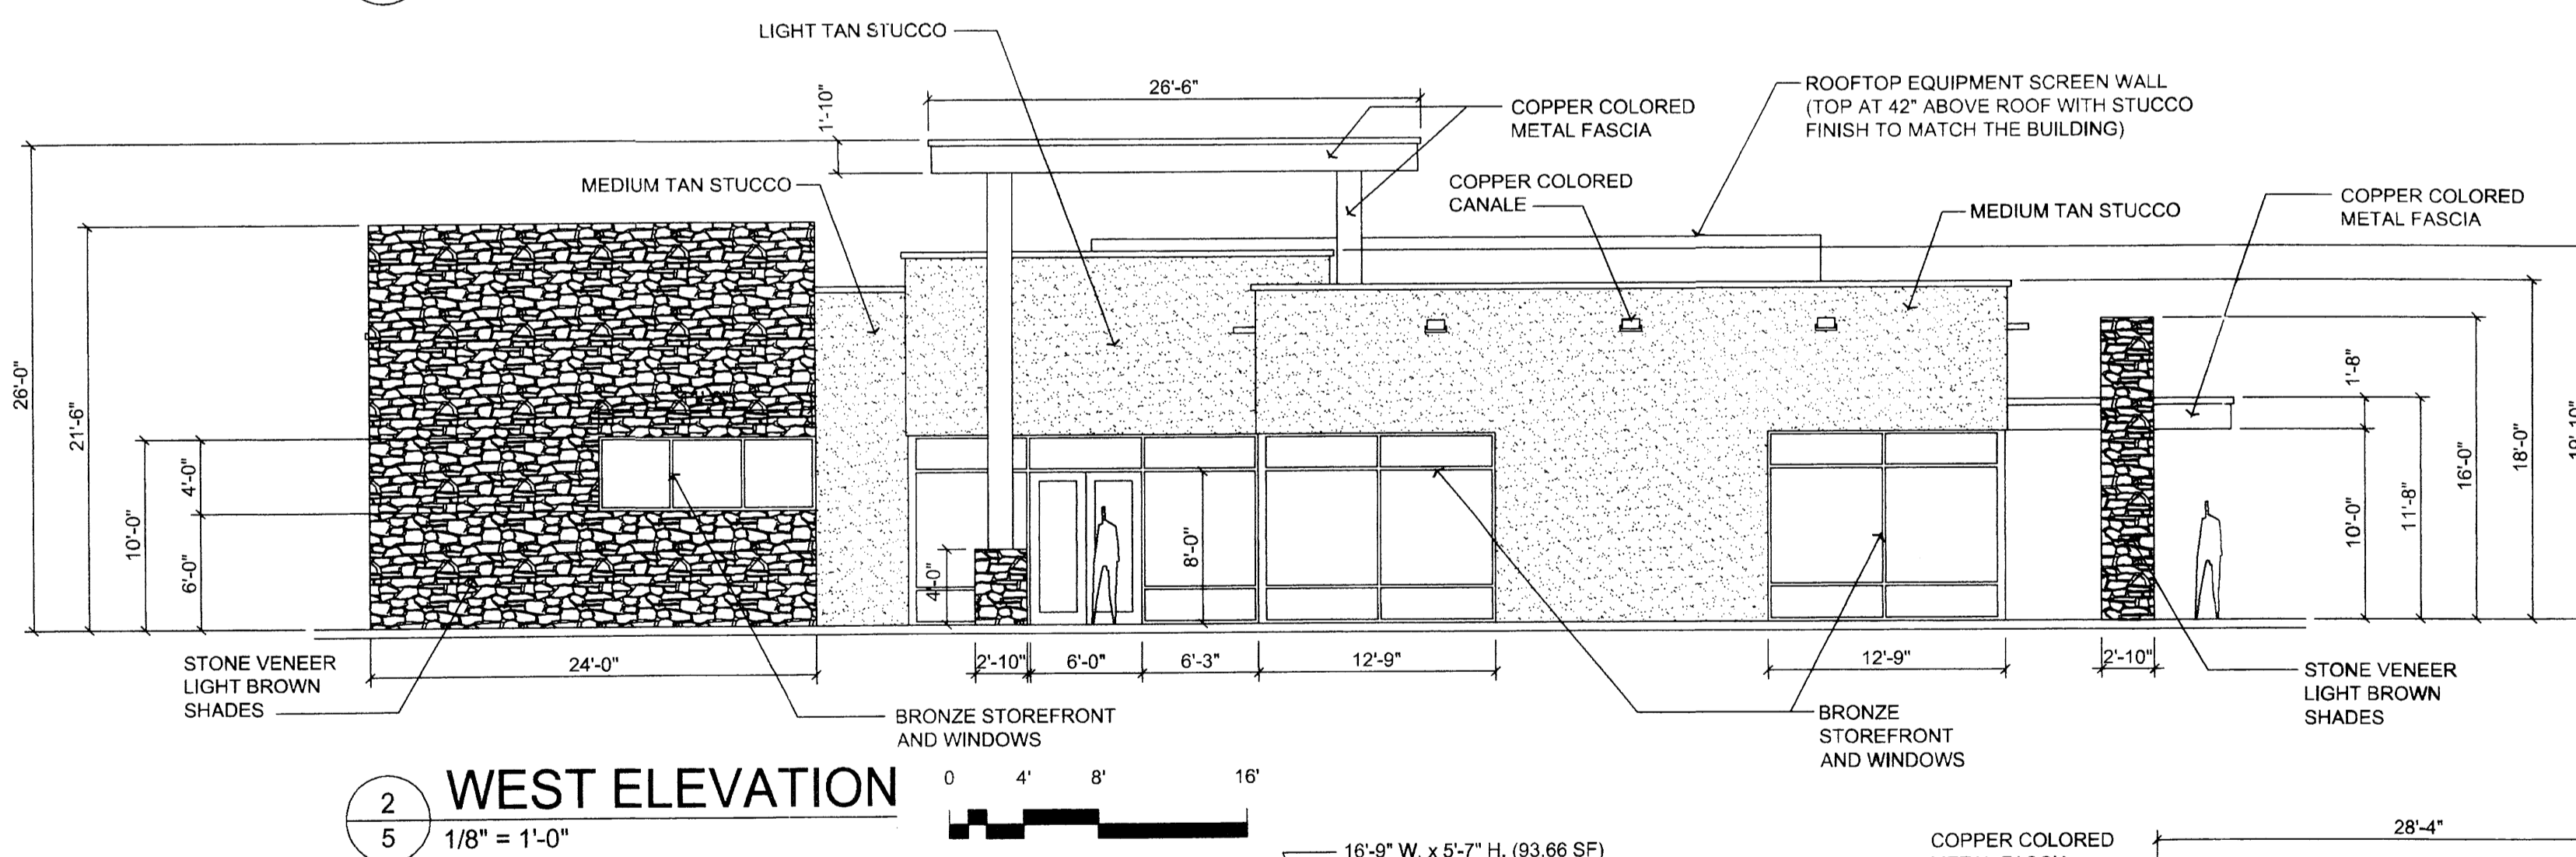 LIGHT TAN STUCCO
26'-6"
1'-10"
COPPER COLORED
METAL FASCIA
ROOFTOP EQUIPMENT SCREEN WALL
(TOP AT 42" ABOVE ROOF WITH STUCCO
FINISH TO MATCH THE BUILDING)
MEDIUM TAN STUCCO
COPPER COLORED
CANALE
MEDIUM TAN STUCCO
COPPER COLORED
METAL FASCIA
26'-0"
21'-6"
10'-0"
4'-0"
6'-0"
4'-0"
8'-0"
1'-8"
10'-0"
11'-8"
16'-0"
18'-0"
24'-0"
2'-10"
6'-0"
6'-3"
12'-9"
12'-9"
2'-10"
STONE VENEER
LIGHT BROWN
SHADES
BRONZE STOREFRONT
AND WINDOWS
BRONZE
STOREFRONT
AND WINDOWS
STONE VENEER
LIGHT BROWN
SHADES
2
5
WEST ELEVATION
1/8" = 1'-0"
0 4' 8' 16'
16'-9" W. x 5'-7" H. (93.66 SF)
COPPER COLORED
28'-4"